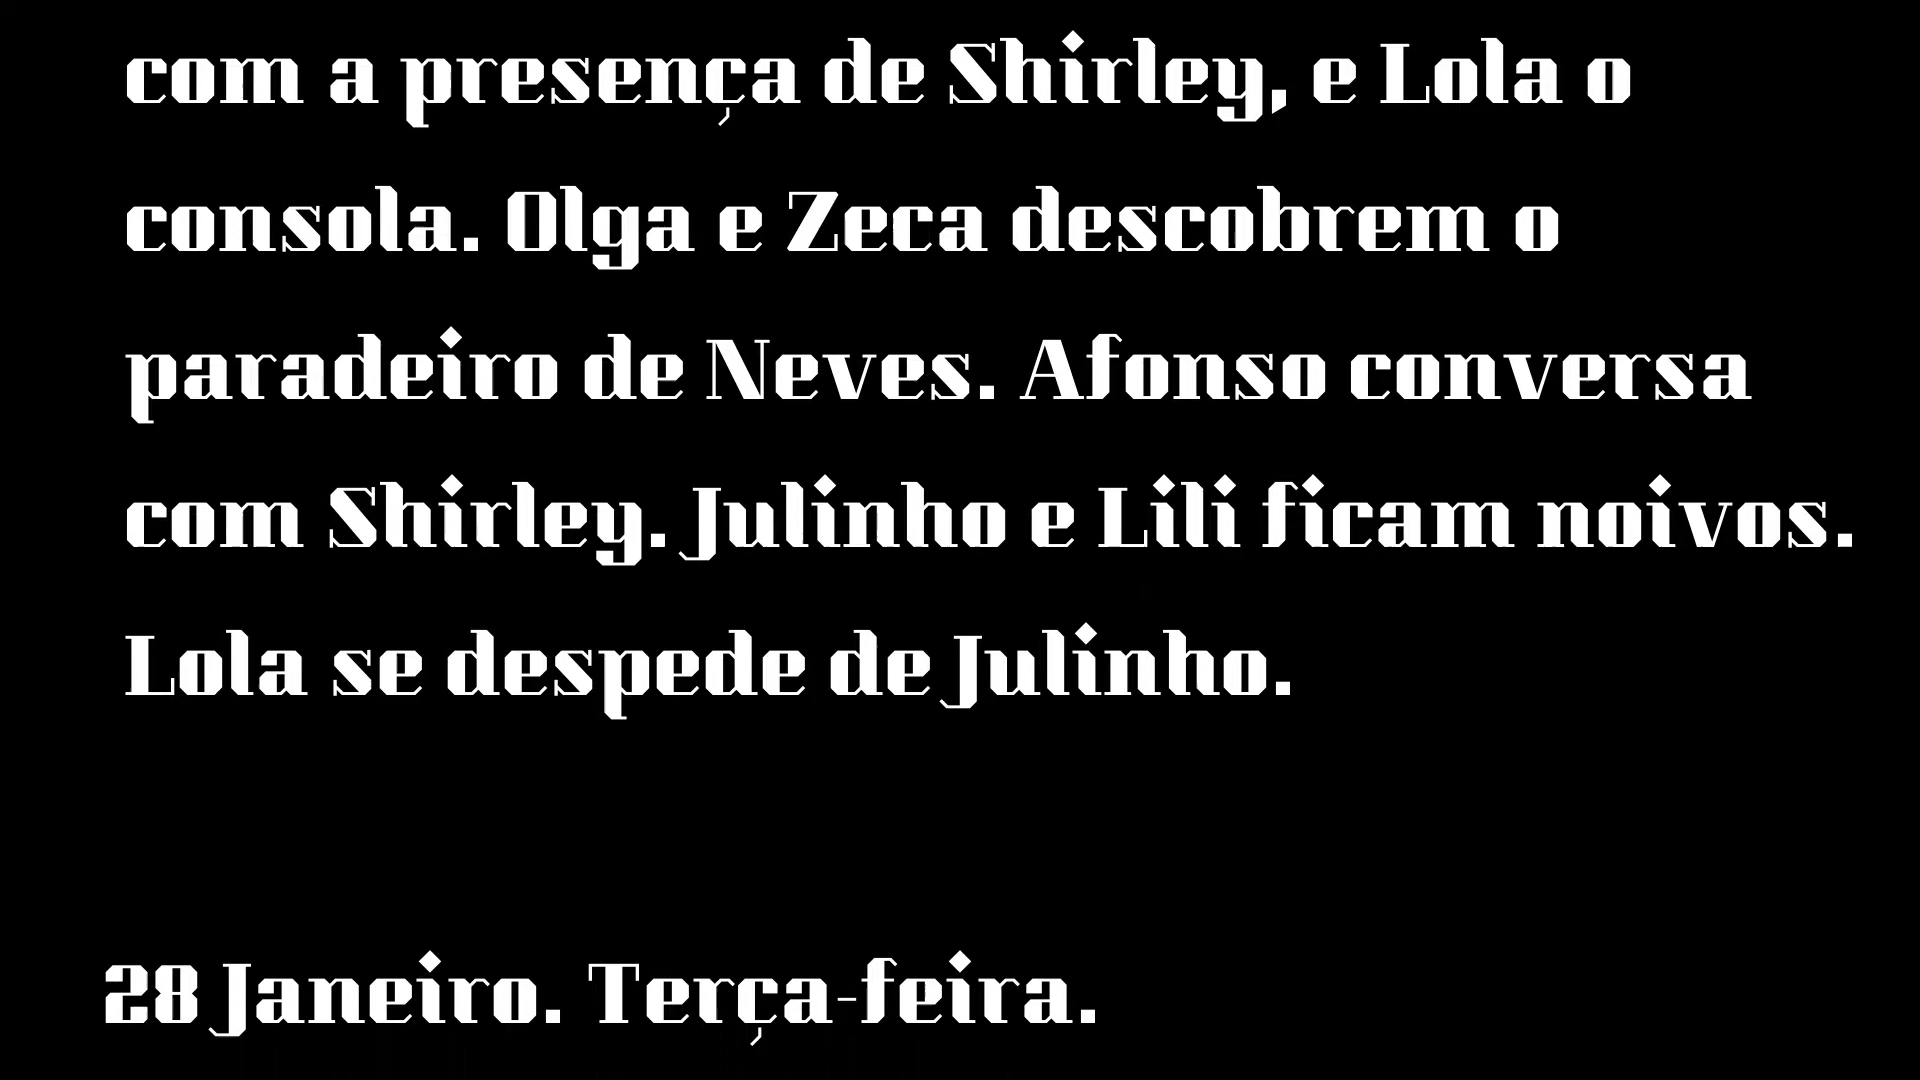 com a presença de Shirley, e Lola o
consola. Olga e Zeca descobrem o
paradeiro de Neves. Afonso conversa
com Shirley. Julinho e Lili ficam noivos.
Lola se despede de Julinho.
28 Janeiro. Terça-feira.